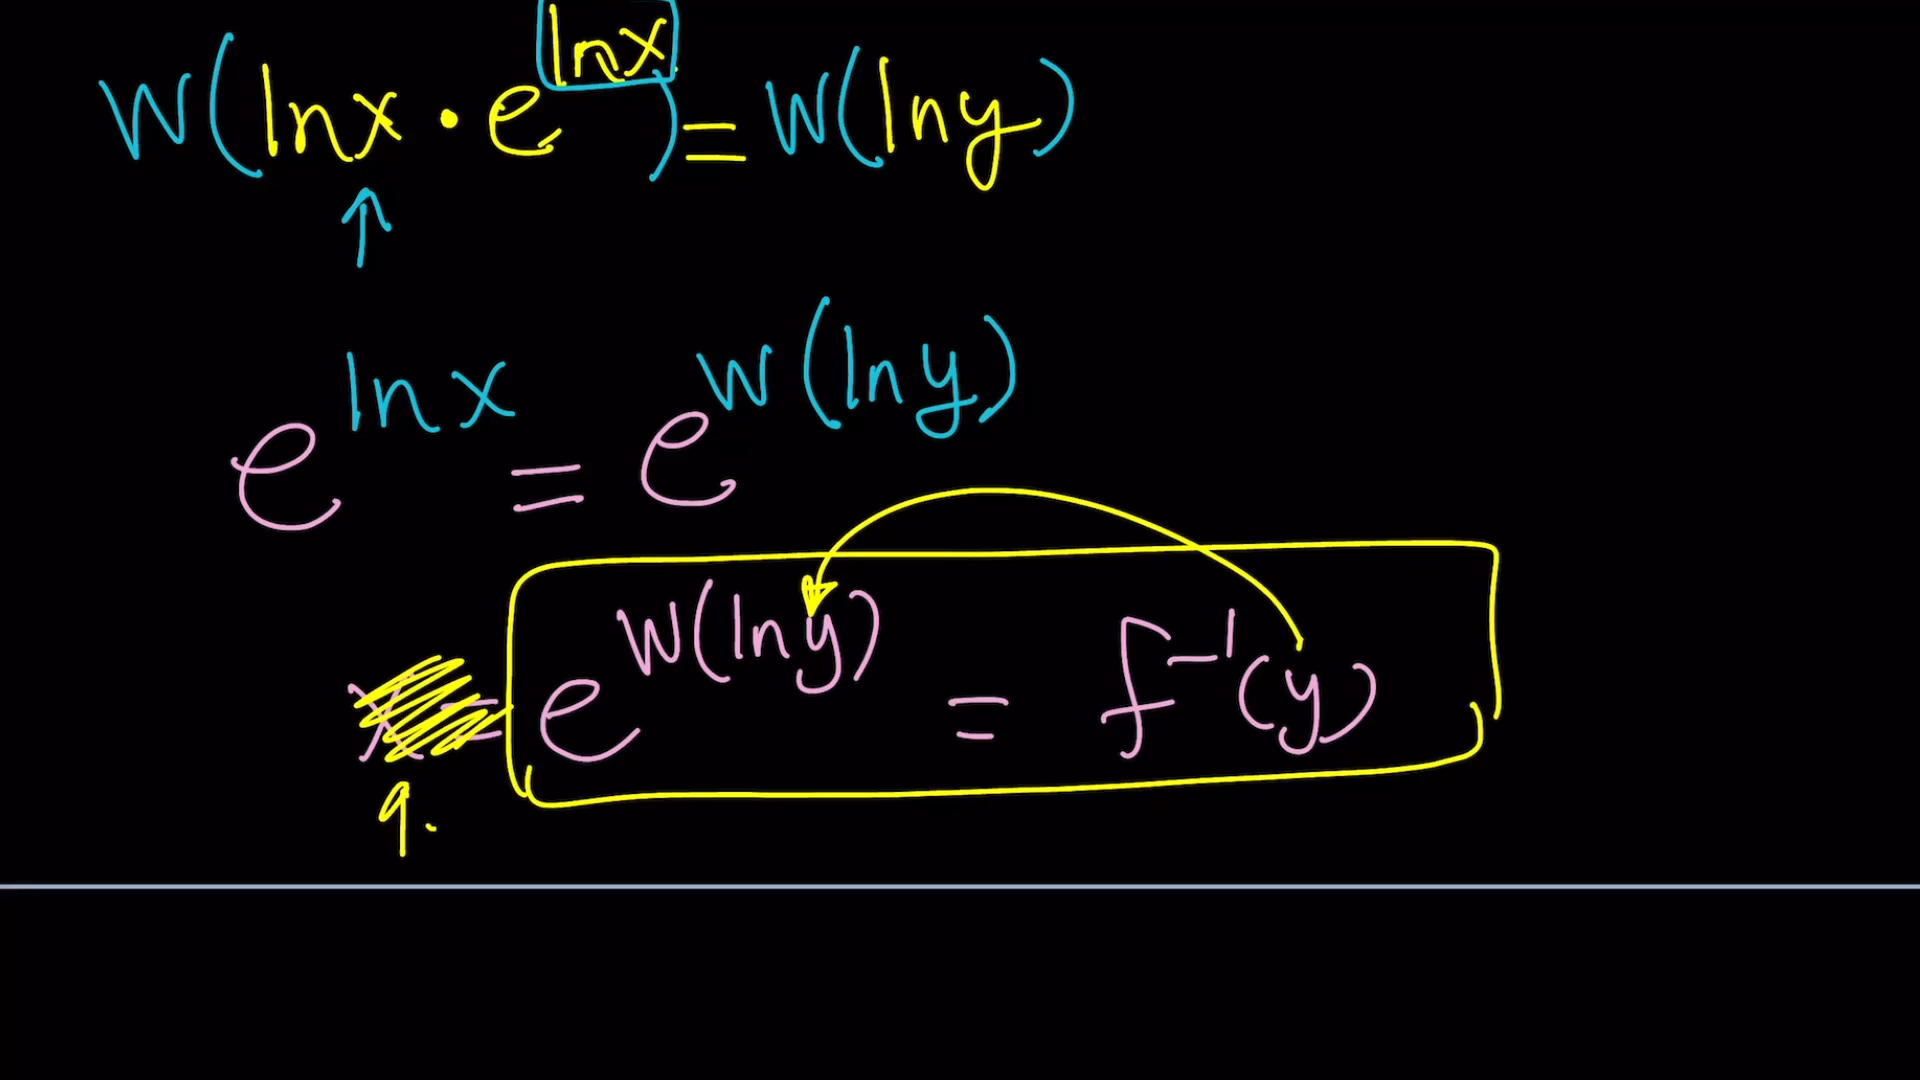 W(lnx · e^lnx) = W(lny)
↑
e^lnx = e^W(lny)
e^W(lny) = f^-1(y)